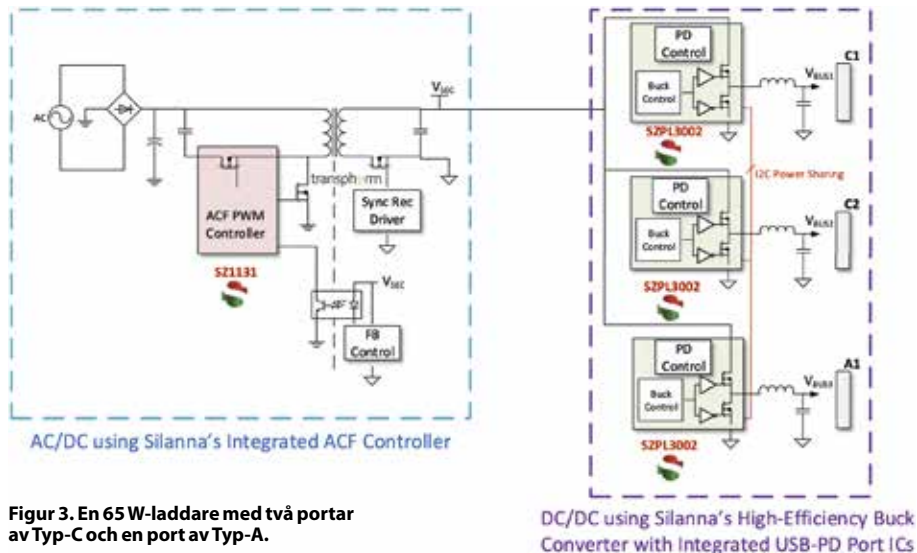 AC
V_SEC
transphorm
ACF PWM
Controller
SZ1131
Sync Rec
Driver
V_SEC
FB
Control
AC/DC using Silanna's Integrated ACF Controller
PD
Control
Buck
Control
SZPL3002
V_BUS1
C1
I2C Power Sharing
PD
Control
Buck
Control
SZPL3002
C2
PD
Control
Buck
Control
SZPL3002
A1
DC/DC using Silanna's High-Efficiency Buck
Converter with Integrated USB-PD Port ICs
Figur 3. En 65 W-laddare med två portar
av Typ-C och en port av Typ-A.